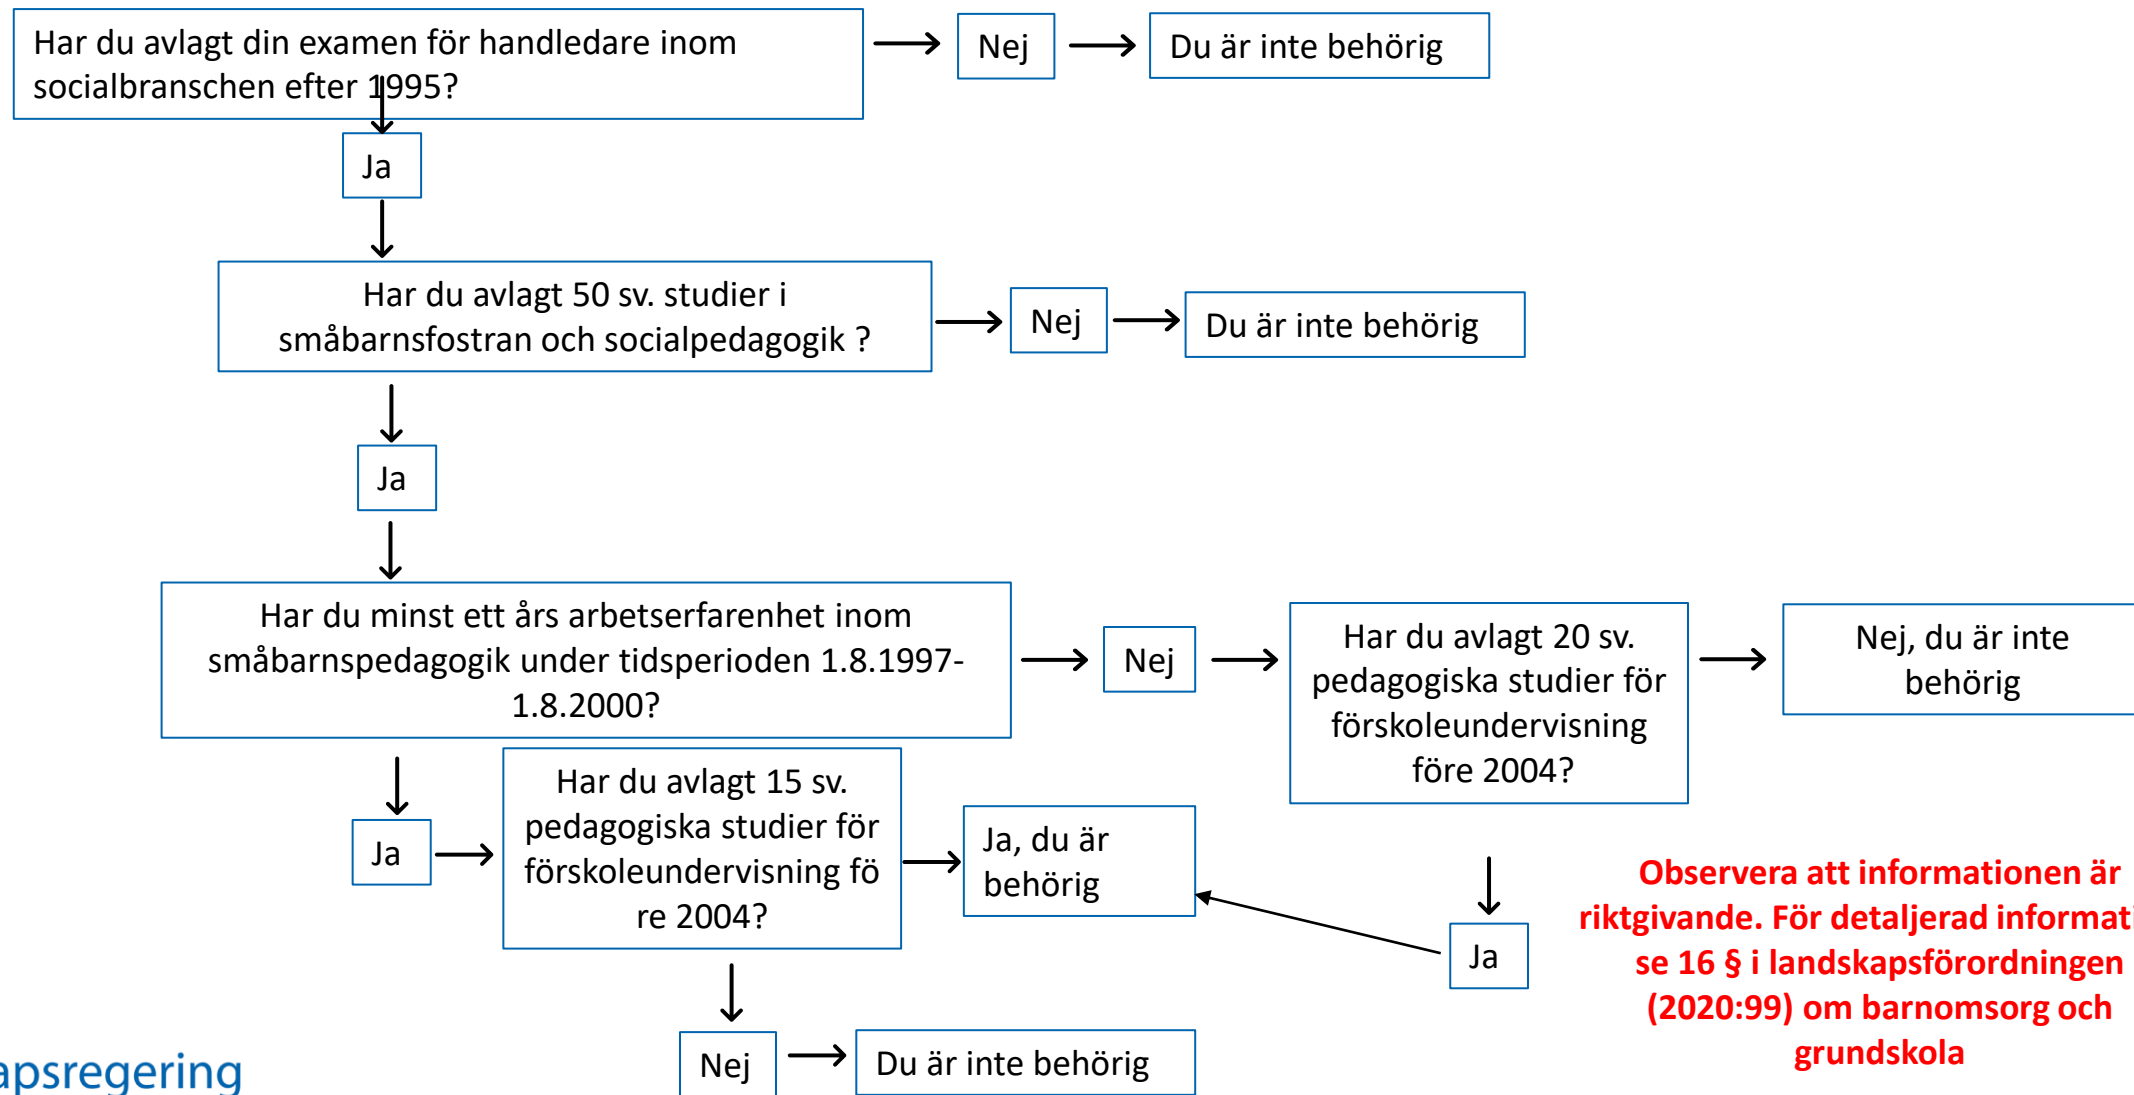 Har du avlagt din examen för handledare inom
socialbranschen efter 1995?
Nej
Du är inte behörig
Ja
Har du avlagt 50 sv. studier i
småbarnsfostran och socialpedagogik ?
Nej
Du är inte behörig
Ja
Har du minst ett års arbetserfarenhet inom
småbarnspedagogik under tidsperioden 1.8.1997-
1.8.2000?
Nej
Har du avlagt 20 sv.
pedagogiska studier för
förskoleundervisning
före 2004?
Nej, du är inte
behörig
Ja
Har du avlagt 15 sv.
pedagogiska studier för
förskoleundervisning fö
re 2004?
Ja, du är
behörig
Ja
Observera att informationen är
riktgivande. För detaljerad informati
se 16 § i landskapsförordningen
(2020:99) om barnomsorg och
grundskola
Nej
Du är inte behörig
apsregering